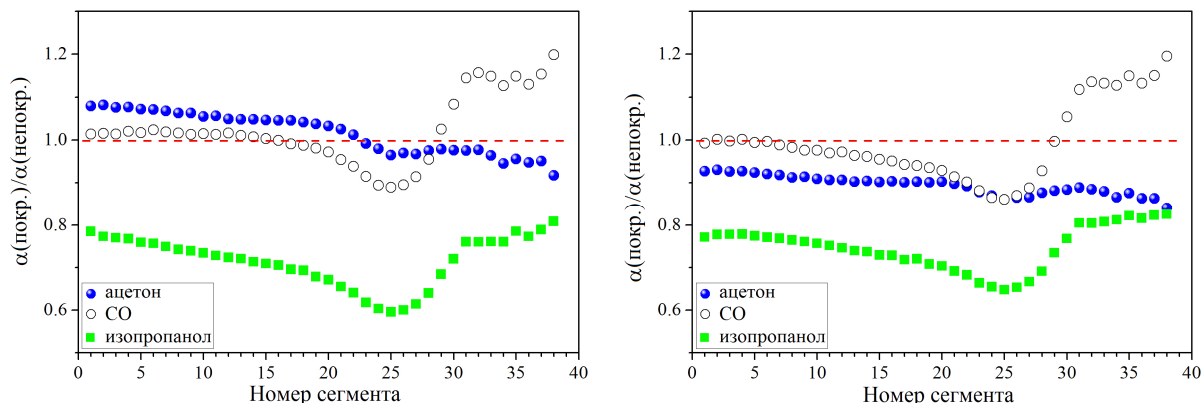 α(покр.)/α(непокр.)
1.2
1.0
0.8
0.6
ацетон
CO
изопропанол
0 5 10 15 20 25 30 35 40
Номер сегмента
α(покр.)/α(непокр.)
1.2
1.0
0.8
0.6
ацетон
CO
изопропанол
0 5 10 15 20 25 30 35 40
Номер сегмента